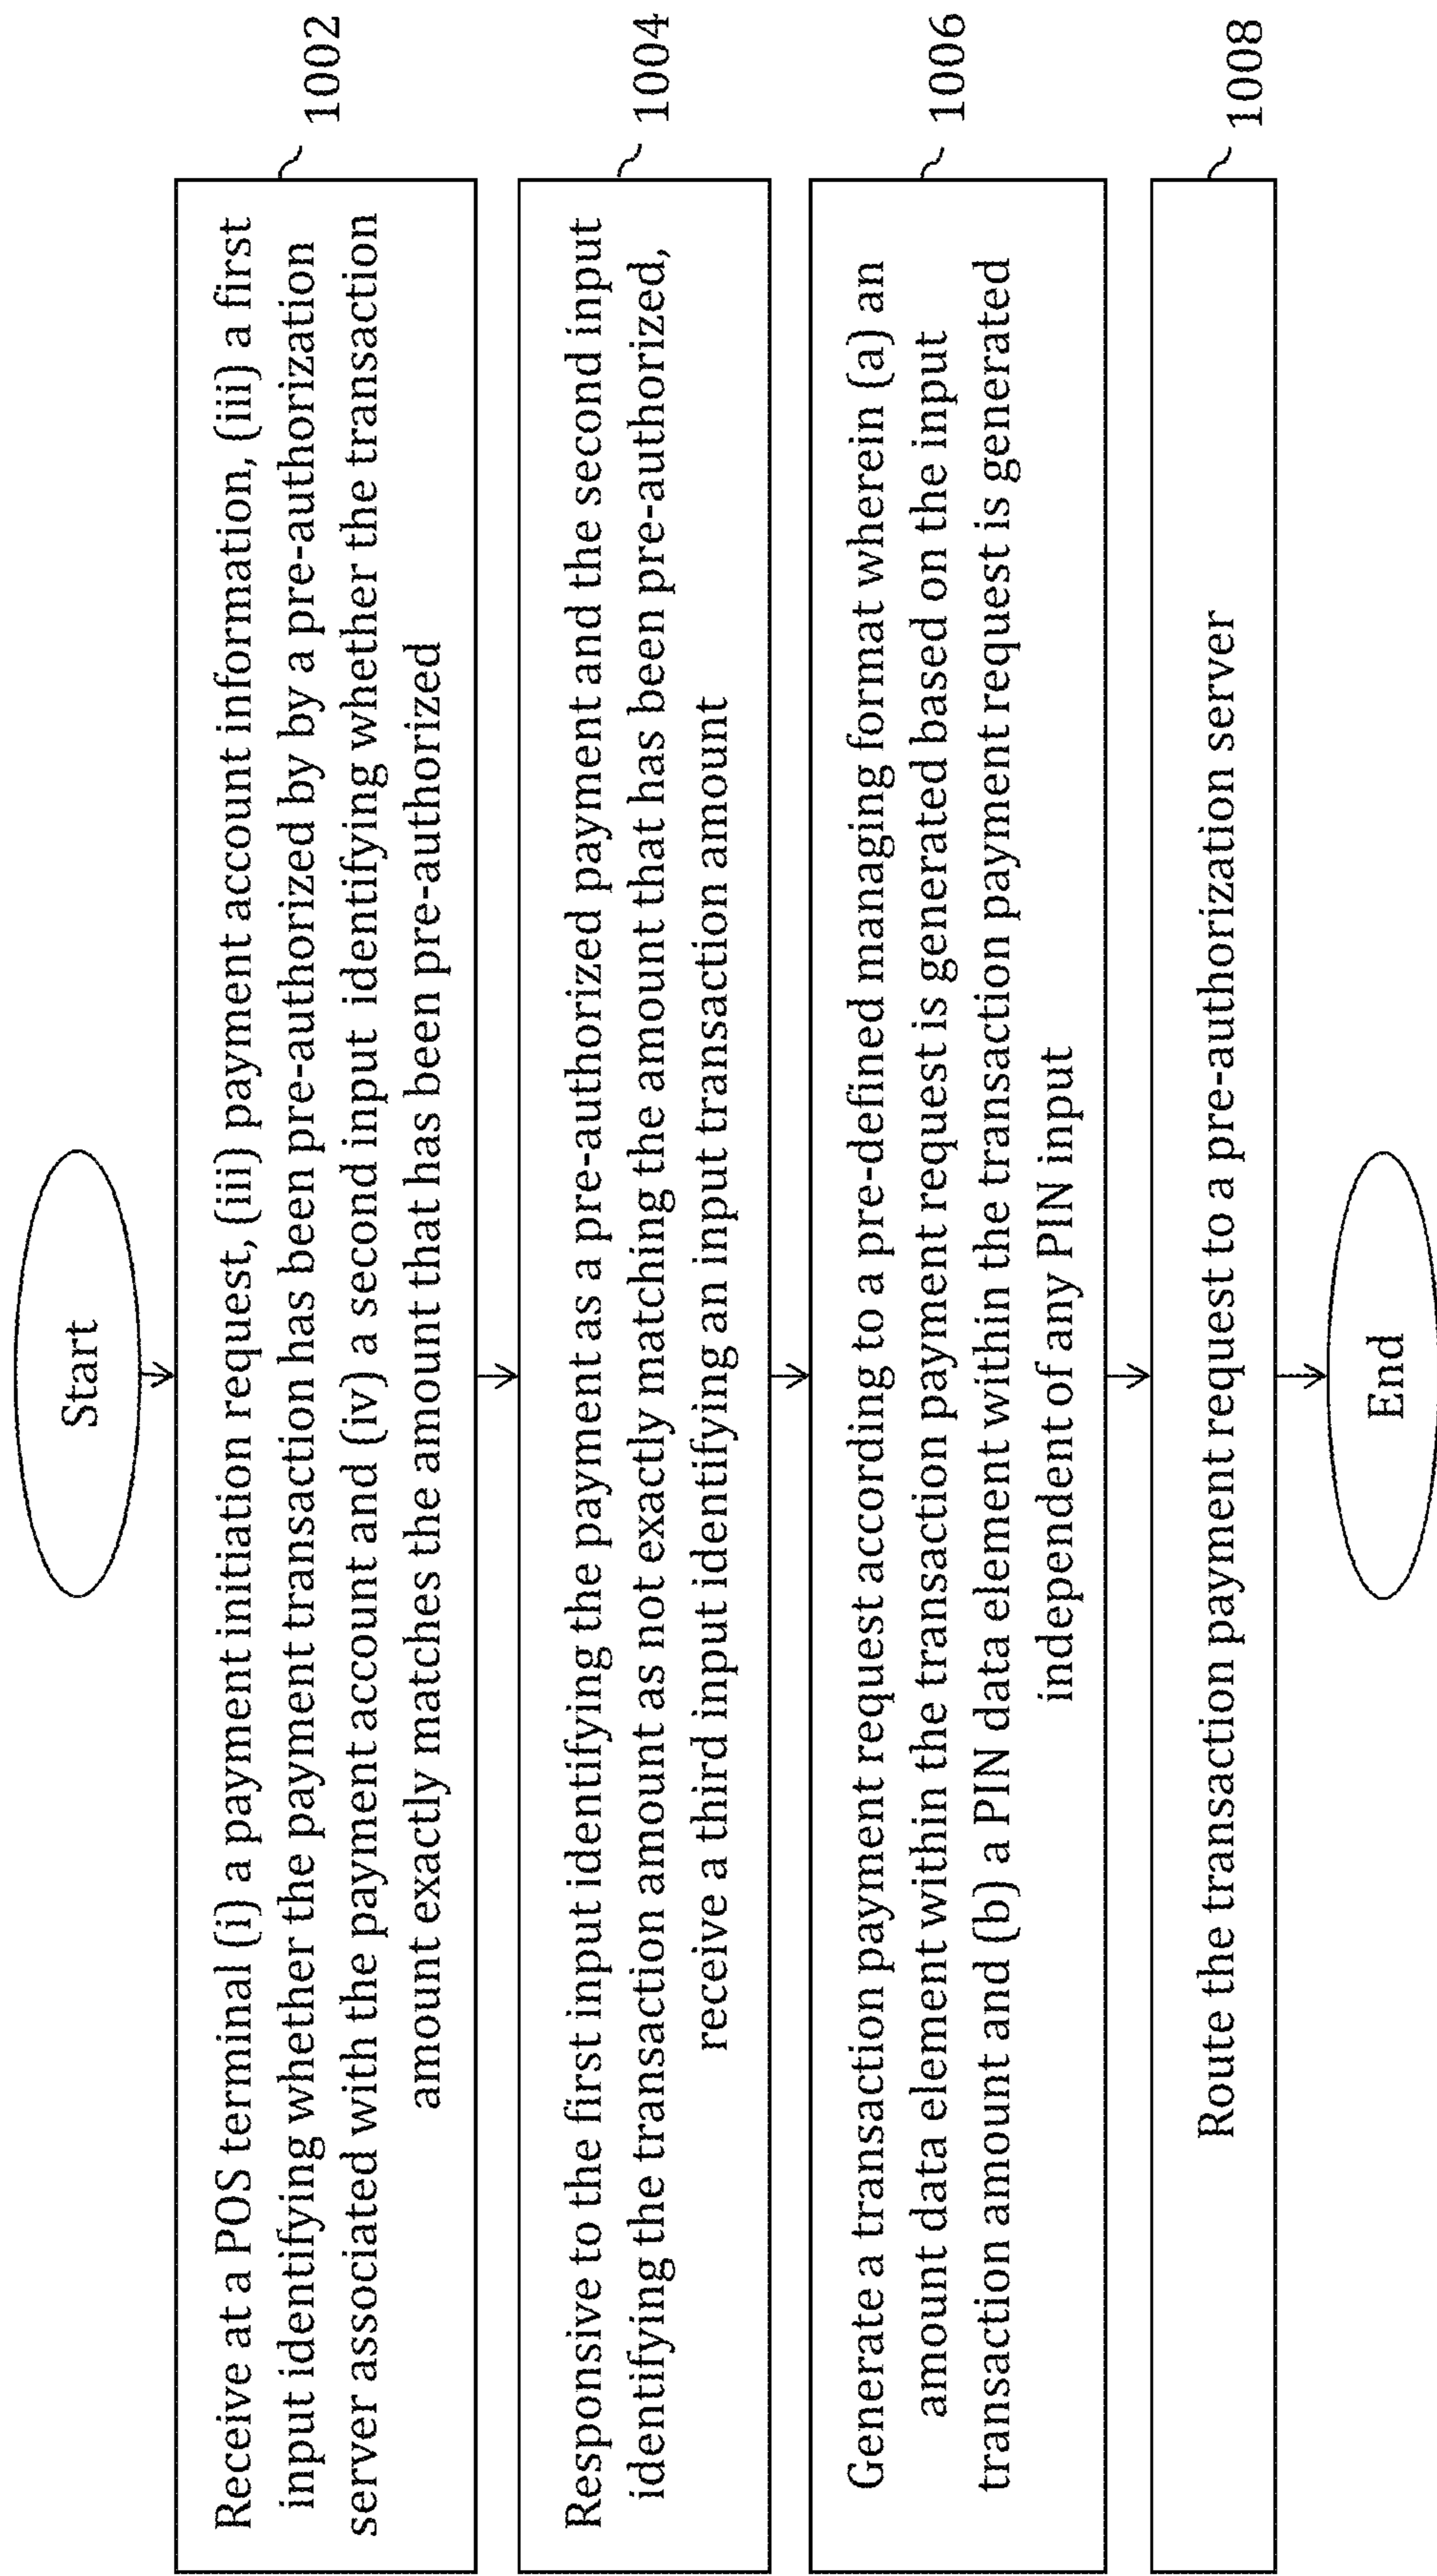 Start
Receive at a POS terminal (i) a payment initiation request, (iii) payment account information, (iii) a first
input identifying whether the payment transaction has been pre-authorized by by a pre-authorization
server associated with the payment account and (iv) a second input identifying whether the transaction
amount exactly matches the amount that has been pre-authorized
1002
Responsive to the first input identifying the payment as a pre-authorized payment and the second input
identifying the transaction amount as not exactly matching the amount that has been pre-authorized,
receive a third input identifying an input transaction amount
1004
Generate a transaction payment request according to a pre-defined managing format wherein (a) an
amount data element within the transaction payment request is generated based on the input
transaction amount and (b) a PIN data element within the transaction payment request is generated
independent of any PIN input
1006
Route the transaction payment request to a pre-authorization server
1008
End